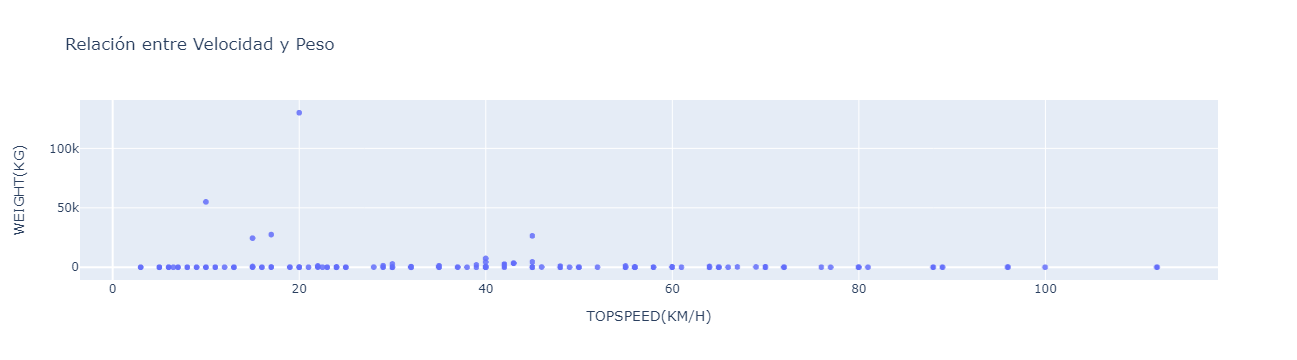 Relación entre Velocidad y Peso
100k
50k
0
WEIGHT(KG)
0 20 40 60 80 100
TOPSPEED(KM/H)